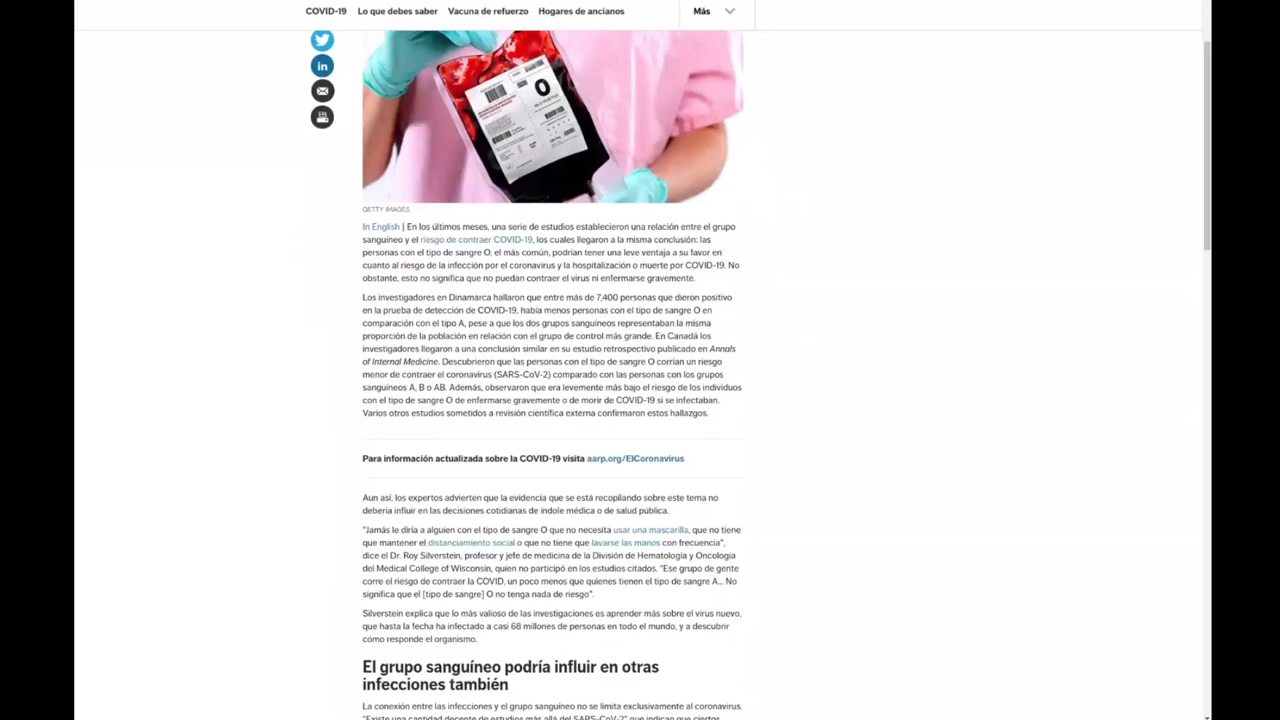 COVID-19 Lo que debes saber Vacuna de refuerzo Hogares de ancianos Más
O
GETTY IMAGES
In English | En los últimos meses, una serie de estudios establecieron una relación entre el grupo
sanguíneo y el riesgo de contraer COVID-19, los cuales llegaron a la misma conclusión: las
personas con el tipo de sangre O, el más común, podrían tener una leve ventaja a su favor en
cuanto al riesgo de la infección por el coronavirus y la hospitalización o muerte por COVID-19. No
obstante, esto no significa que no puedan contraer el virus ni enfermarse gravemente.
Los investigadores en Dinamarca hallaron que entre más de 7,400 personas que dieron positivo
en la prueba de detección de COVID-19, había menos personas con el tipo de sangre O en
comparación con el tipo A, pese a que los dos grupos sanguíneos representaban la misma
proporción de la población en relación con el grupo de control más grande. En Canadá los
investigadores llegaron a una conclusión similar en su estudio retrospectivo publicado en Annals
of Internal Medicine. Descubrieron que las personas con el tipo de sangre O corrían un riesgo
menor de contraer el coronavirus (SARS-CoV-2) comparado con las personas con los grupos
sanguíneos A, B o AB. Además, observaron que era levemente más bajo el riesgo de los individuos
con el tipo de sangre O de enfermarse gravemente o de morir de COVID-19 si se infectaban.
Varios otros estudios sometidos a revisión científica externa confirmaron estos hallazgos.
Para información actualizada sobre la COVID-19 visita aarp.org/ElCoronavirus
Aun así, los expertos advierten que la evidencia que se está recopilando sobre este tema no
debería influir en las decisiones cotidianas de índole médica o de salud pública.
"Jamás le diría a alguien con el tipo de sangre O que no necesita usar una mascarilla, que no tiene
que mantener el distanciamiento social o que no tiene que lavarse las manos con frecuencia",
dice el Dr. Roy Silverstein, profesor y jefe de medicina de la División de Hematología y Oncología
del Medical College of Wisconsin, quien no participó en los estudios citados. "Ese grupo de gente
corre el riesgo de contraer la COVID, un poco menos que quienes tienen el tipo de sangre A... No
significa que el [tipo de sangre] O no tenga nada de riesgo".
Silverstein explica que lo más valioso de las investigaciones es aprender más sobre el virus nuevo,
que hasta la fecha ha infectado a casi 68 millones de personas en todo el mundo, y a descubrir
cómo responde el organismo.
El grupo sanguíneo podría influir en otras
infecciones también
La conexión entre las infecciones y el grupo sanguíneo no se limita exclusivamente al coronavirus.
"Existe una cantidad decente de estudios más allá del SARS-CoV-2" que indican que ciertos